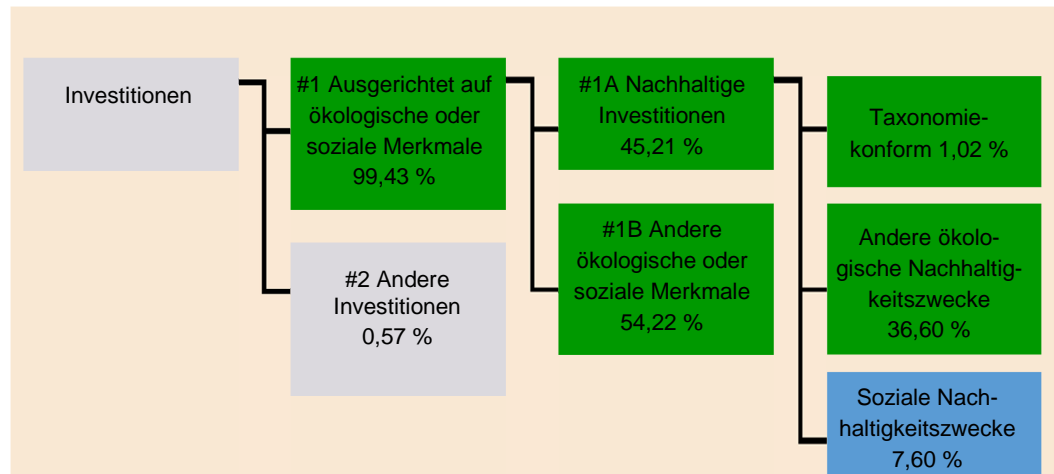 Investitionen
#1 Ausgerichtet auf
ökologische oder
soziale Merkmale
99,43 %
#2 Andere
Investitionen
0,57 %
#1A Nachhaltige
Investitionen
45,21 %
#1B Andere
ökologische oder
soziale Merkmale
54,22 %
Taxonomie-
konform 1,02 %
Andere ökolo-
gische Nachhaltig-
keitszwecke
36,60 %
Soziale Nach-
haltigkeitszwecke
7,60 %